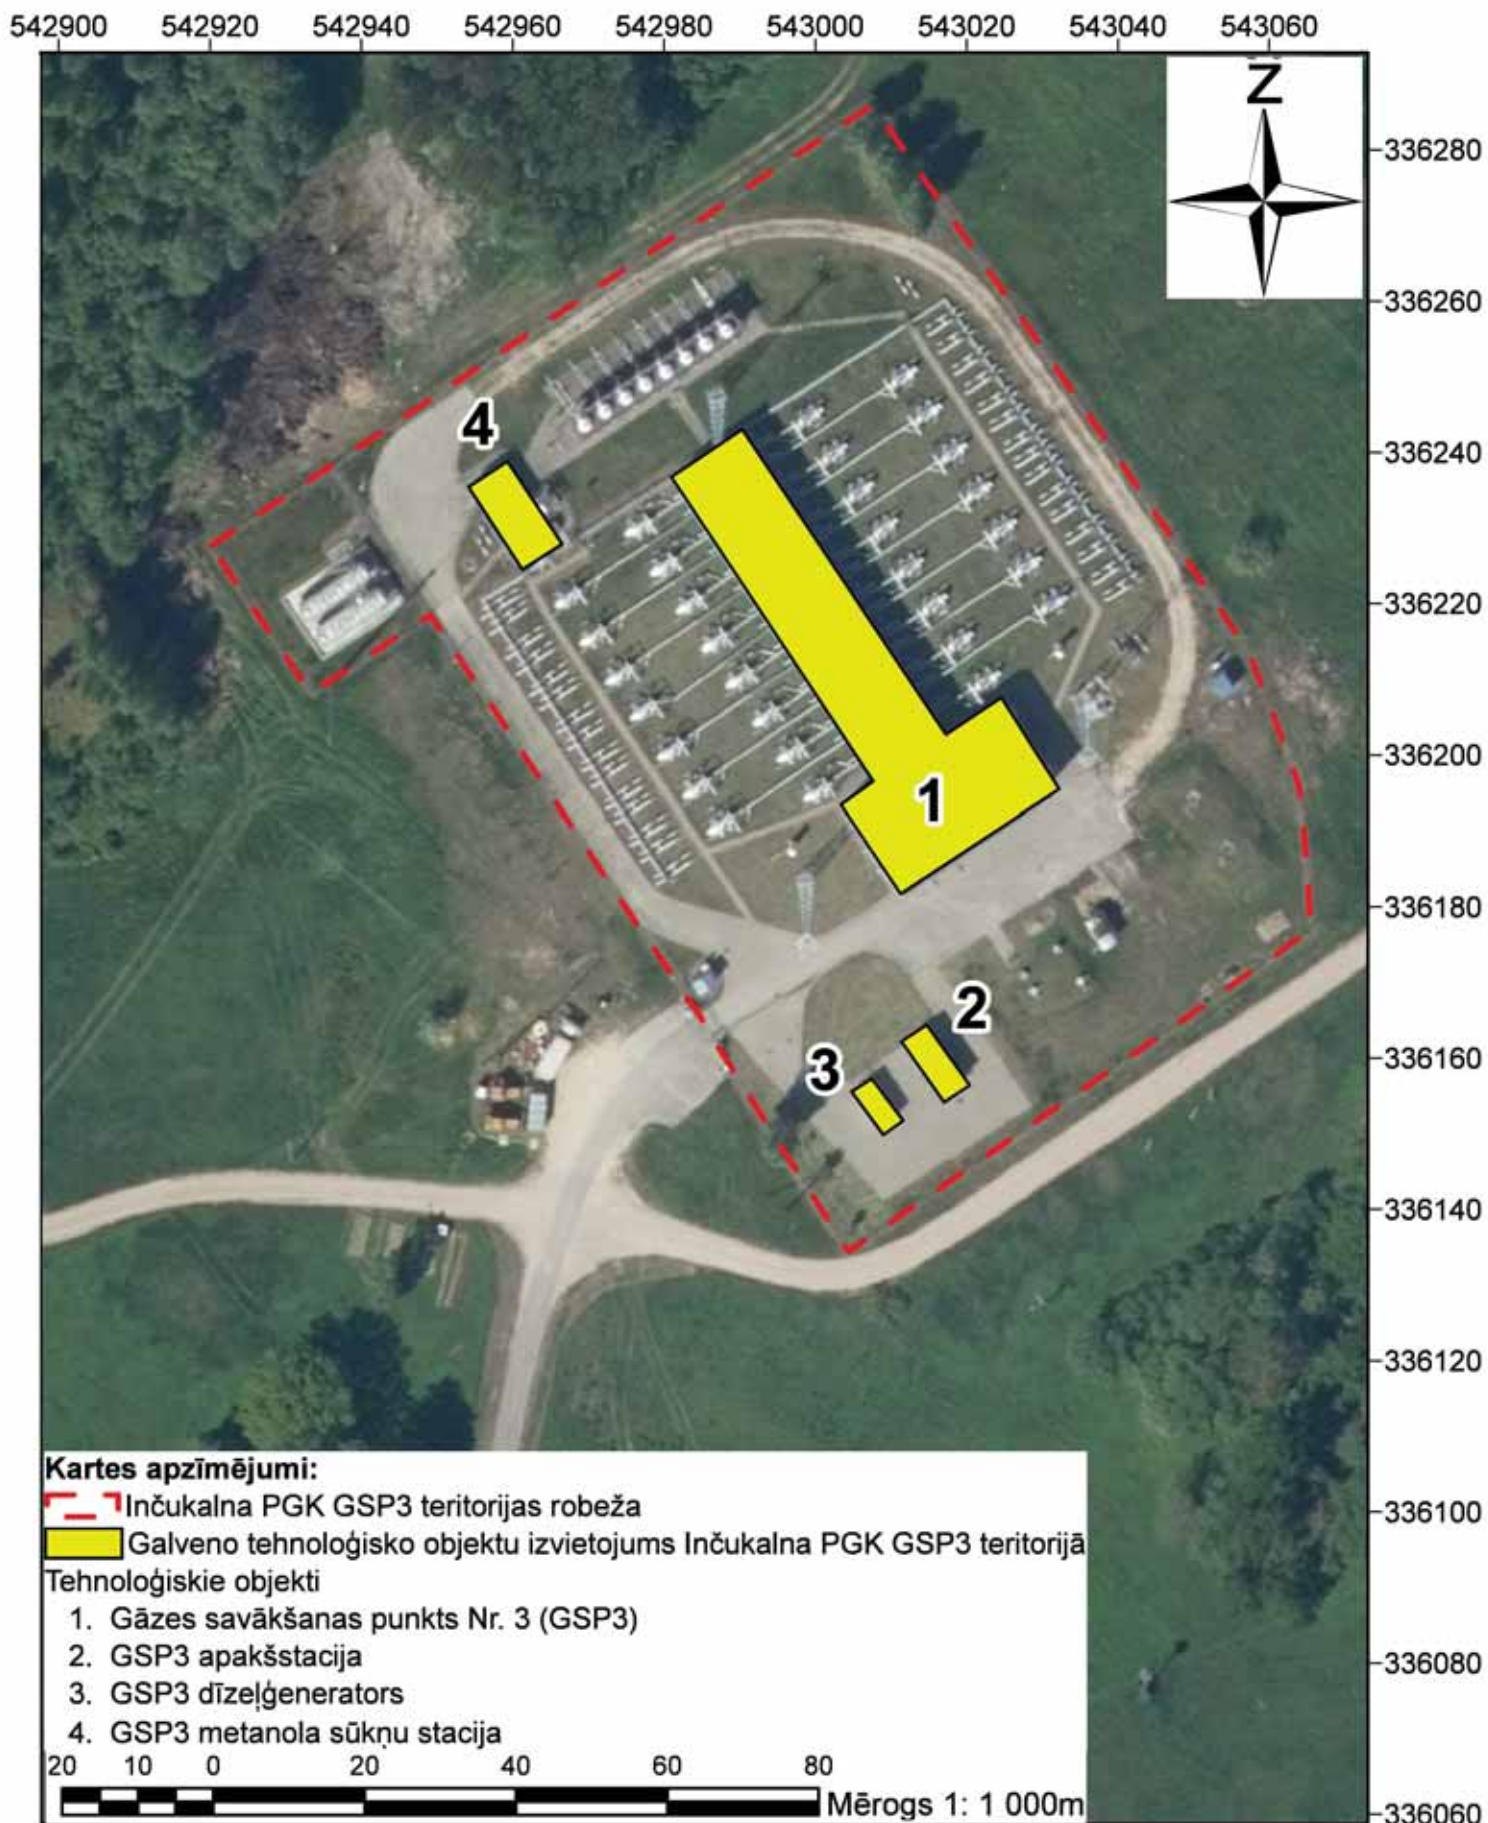 542900 542920 542940 542960 542980 543000 543020 543040 543060
Z
336280
336260
4
336240
336220
336200
1
336180
2
336160
3
336140
336120
Kartes apzīmējumi:
336100
Inčukalna PGK GSP3 teritorijas robeža
Galveno tehnoloģisko objektu izvietojums Inčukalna PGK GSP3 teritorijā
Tehnoloģiskie objekti
1. Gāzes savākšanas punkts Nr. 3 (GSP3)
2. GSP3 apakšstacija
336080
3. GSP3 dīzeļģenerators
4. GSP3 metanola sūkņu stacija
20 10 0 20 40 60 80
Mērogs 1: 1 000m
336060